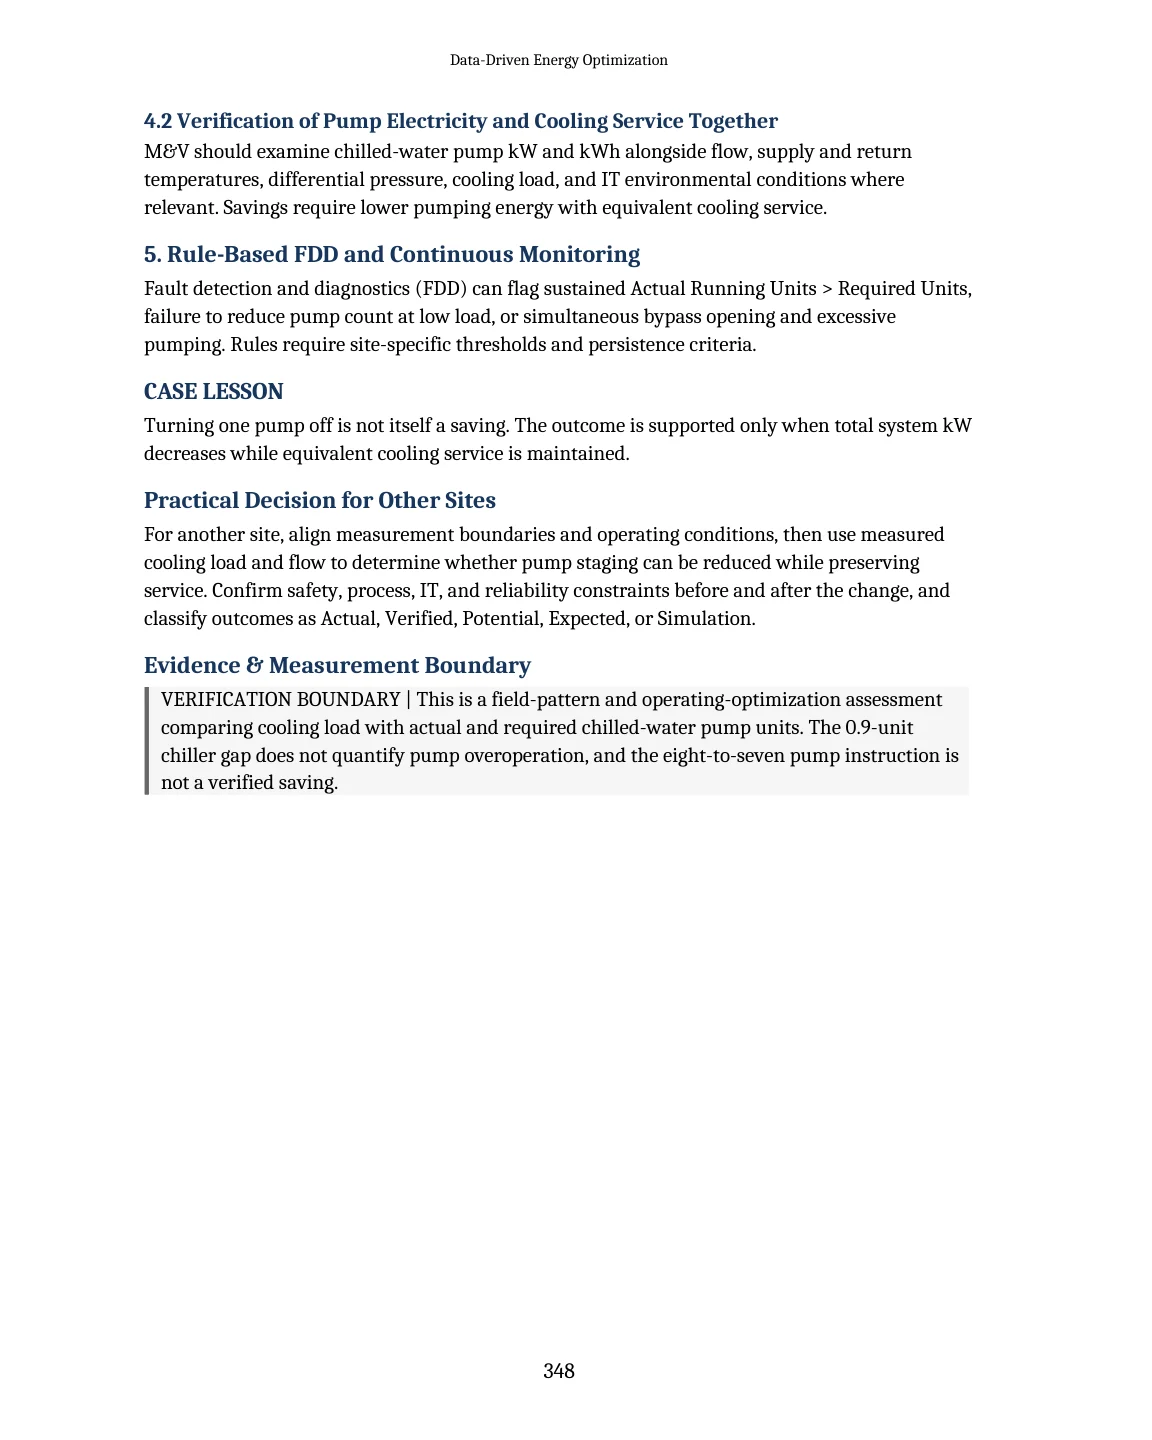 Data-Driven Energy Optimization
4.2 Verification of Pump Electricity and Cooling Service Together
M&V should examine chilled-water pump kW and kWh alongside flow, supply and return
temperatures, differential pressure, cooling load, and IT environmental conditions where
relevant. Savings require lower pumping energy with equivalent cooling service.
5. Rule-Based FDD and Continuous Monitoring
Fault detection and diagnostics (FDD) can flag sustained Actual Running Units > Required Units,
failure to reduce pump count at low load, or simultaneous bypass opening and excessive
pumping. Rules require site-specific thresholds and persistence criteria.
CASE LESSON
Turning one pump off is not itself a saving. The outcome is supported only when total system kW
decreases while equivalent cooling service is maintained.
Practical Decision for Other Sites
For another site, align measurement boundaries and operating conditions, then use measured
cooling load and flow to determine whether pump staging can be reduced while preserving
service. Confirm safety, process, IT, and reliability constraints before and after the change, and
classify outcomes as Actual, Verified, Potential, Expected, or Simulation.
Evidence & Measurement Boundary
VERIFICATION BOUNDARY | This is a field-pattern and operating-optimization assessment
comparing cooling load with actual and required chilled-water pump units. The 0.9-unit
chiller gap does not quantify pump overoperation, and the eight-to-seven pump instruction is
not a verified saving.
348